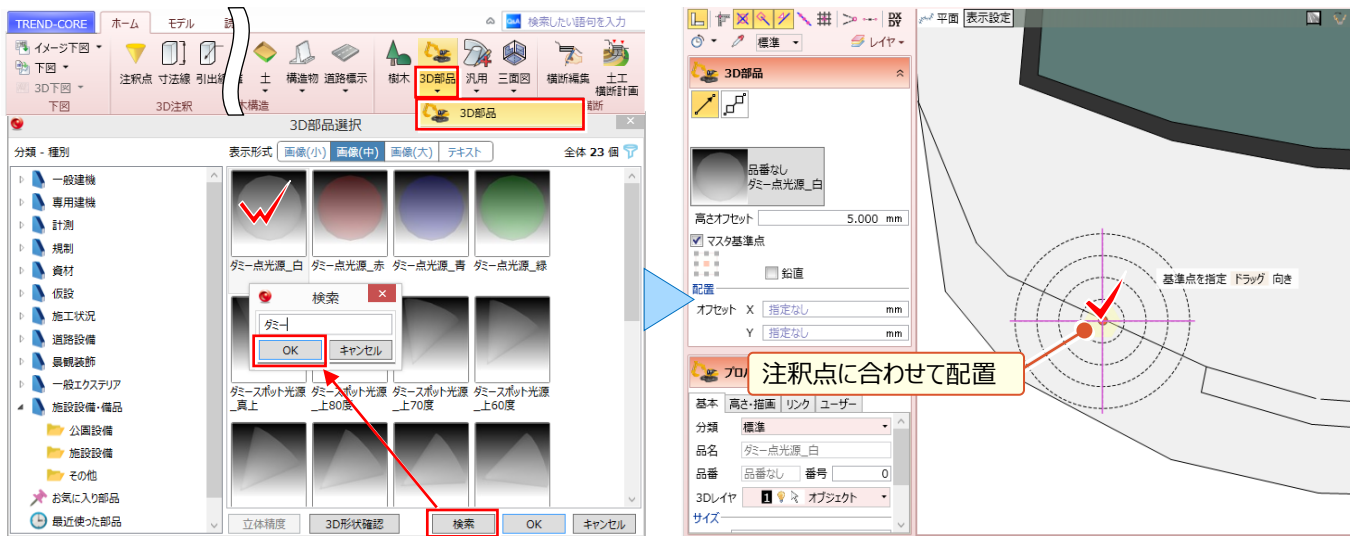 TREND-CORE
ホーム
モデル
検索したい語句を入力
イメージ下図
下図
3D下図
下図
注釈点
寸法線
引出線
3D注釈
土
構造物
道路標示
木構造
樹木
3D部品
汎用
三面図
横断編集
土工
横断計画
3D部品
3D部品選択
分類 - 種別
表示形式
画像(小)
画像(中)
画像(大)
テキスト
全体 23 個
一般建機
専用建機
計測
規制
資材
仮設
施工状況
道路設備
景観装飾
一般エクステリア
施設設備・備品
公園設備
施設設備
その他
お気に入り部品
最近使った部品
ダミー点光源_白
ダミー点光源_赤
ダミー点光源_青
ダミー点光源_緑
検索
ダミー
OK
キャンセル
ダミースポット光源
_真上
ダミースポット光源
_上80度
ダミースポット光源
_上70度
ダミースポット光源
_上60度
立体精度
3D形状確認
検索
OK
キャンセル
標準
レイヤ
3D部品
品番なし
ダミー点光源_白
高さオフセット
5.000 mm
マスタ基準点
鉛直
配置
オフセット X 指定なし mm
Y 指定なし mm
基本
高さ・描画
リンク
ユーザー
分類
標準
品名
ダミー点光源_白
品番
品番なし
番号
0
3Dレイヤ
1
オブジェクト
サイズ
平面
表示設定
基準点を指定 ドラッグ 向き
注釈点に合わせて配置